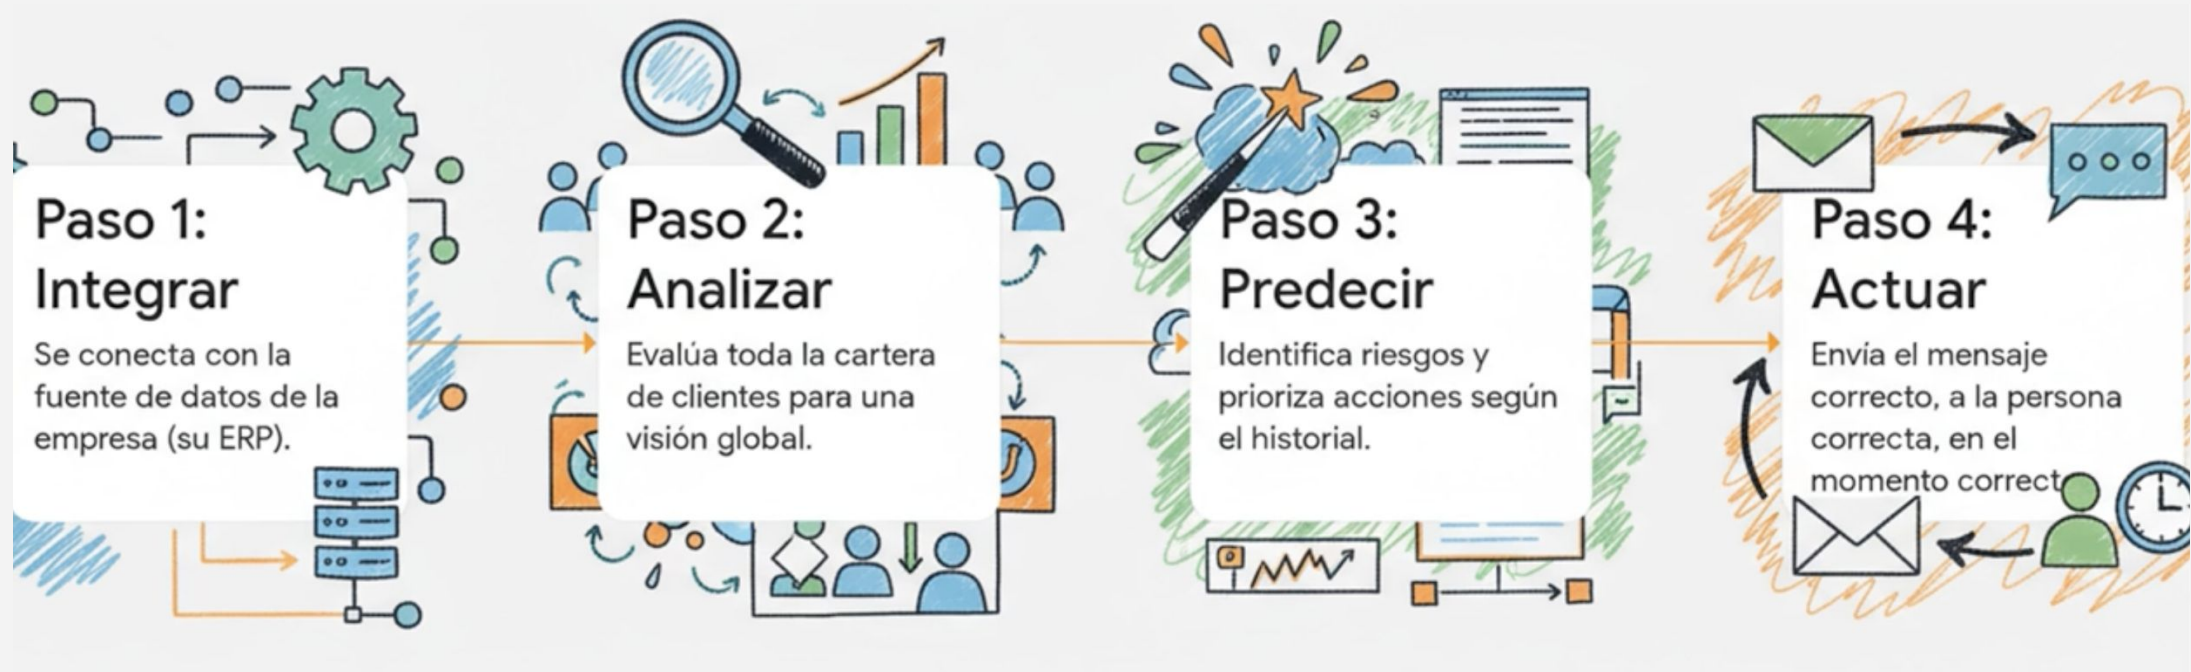 Paso 1:
Integrar
Se conecta con la
fuente de datos de la
empresa (su ERP).
Paso 2:
Analizar
Evalúa toda la cartera
de clientes para una
visión global.
Paso 3:
Predecir
Identifica riesgos y
prioriza acciones según
el historial.
Paso 4:
Actuar
Envía el mensaje
correcto, a la persona
correcta, en el
momento correct